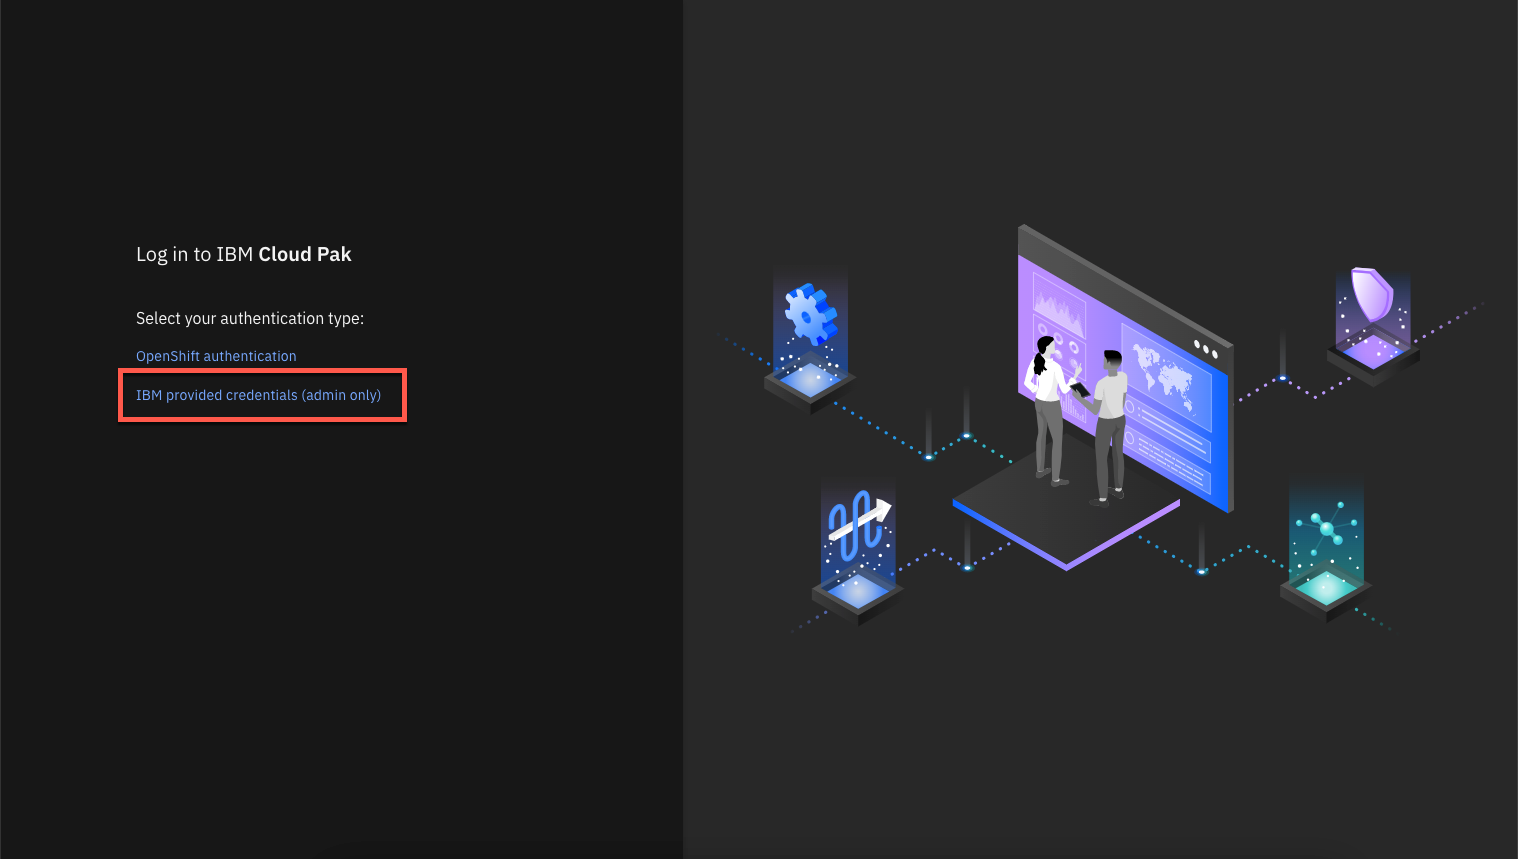 Log in to IBM Cloud Pak
Select your authentication type:
OpenShift authentication
IBM provided credentials (admin only)